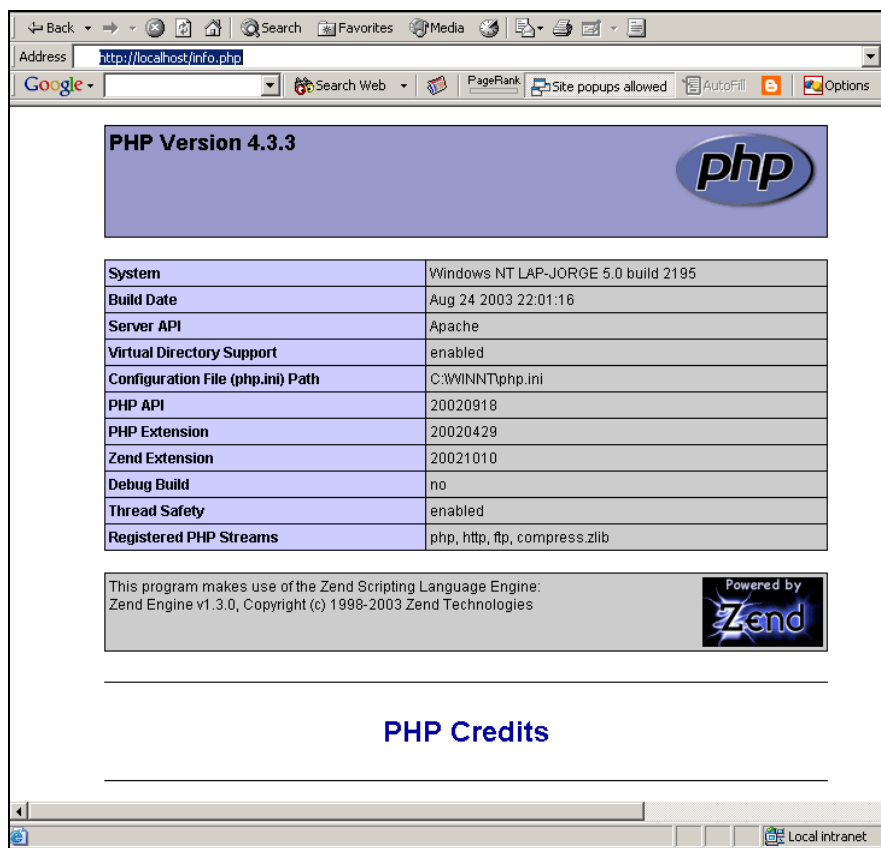 Back Search Favorites Media
Address http://localhost/info.php
Google Search Web PageRank Site popups allowed AutoFill Options
PHP Version 4.3.3
php
System Windows NT LAP-JORGE 5.0 build 2195
Build Date Aug 24 2003 22:01:16
Server API Apache
Virtual Directory Support enabled
Configuration File (php.ini) Path C:\WINNT\php.ini
PHP API 20020918
PHP Extension 20020429
Zend Extension 20021010
Debug Build no
Thread Safety enabled
Registered PHP Streams php, http, ftp, compress.zlib
This program makes use of the Zend Scripting Language Engine:
Zend Engine v1.3.0, Copyright (c) 1998-2003 Zend Technologies
Powered by
Zend
PHP Credits
Local intranet